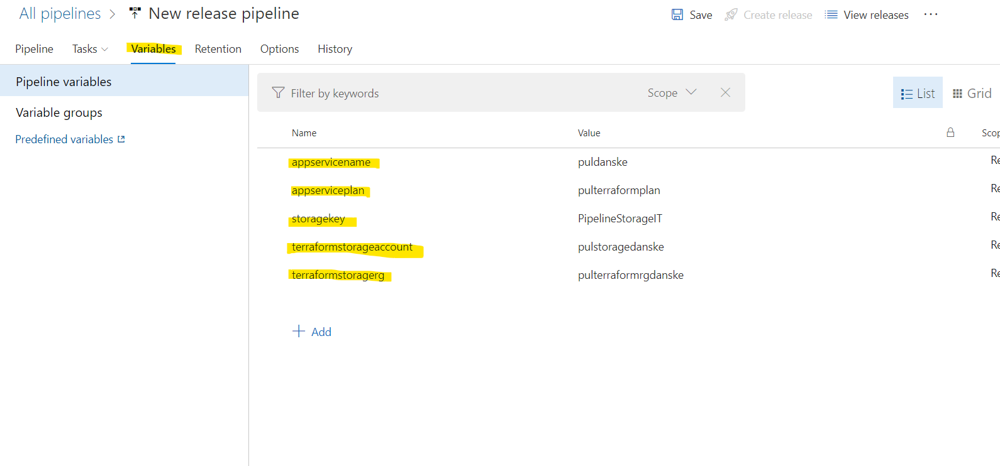 All pipelines > New release pipeline Save Create release View releases ...
Pipeline Tasks Variables Retention Options History
Pipeline variables
Variable groups
Predefined variables
Filter by keywords Scope List Grid
Name Value
appservicename puldanske Re
appserviceplan pulterraformplan Re
storagekey PipelineStorageIT Re
terraformstorageaccount pulstoragedanske Re
terraformstoragerg pulterraformrgdanske Re
+ Add